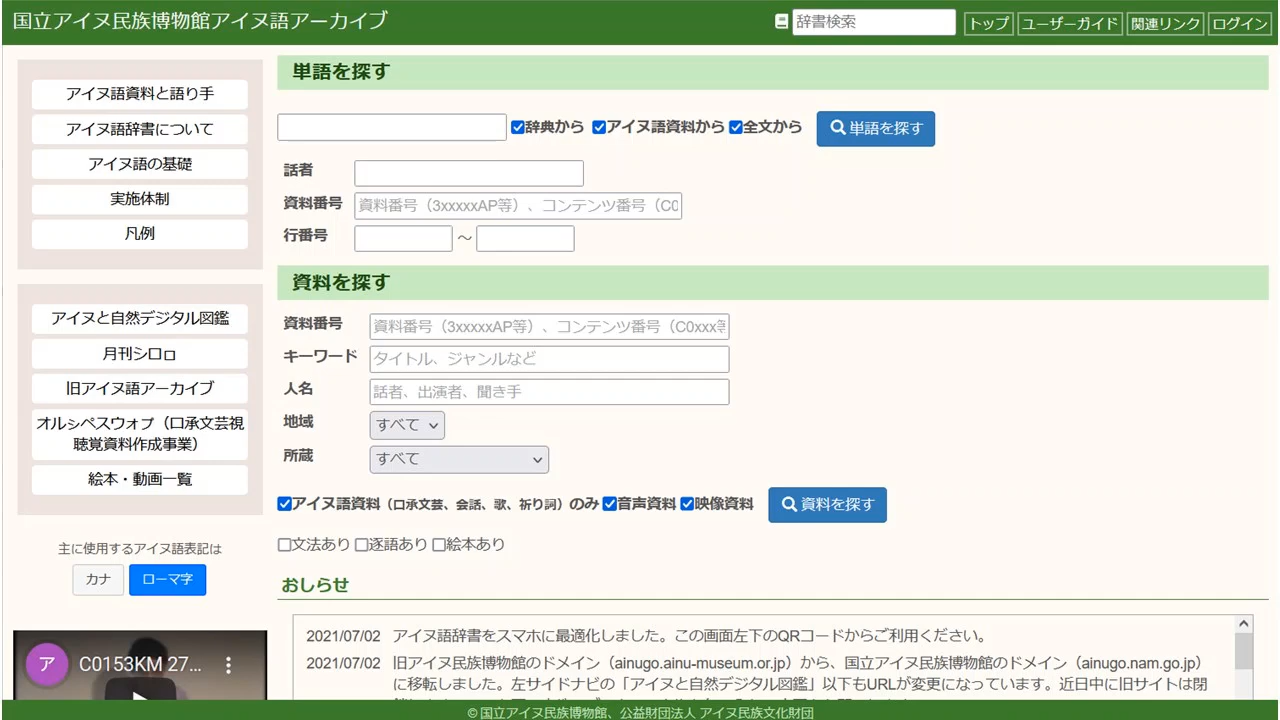 国立アイヌ民族博物館アイヌ語アーカイブ
辞書検索 トップ ユーザーガイド 関連リンク ログイン
アイヌ語資料と語り手
アイヌ語辞書について
アイヌ語の基礎
実施体制
凡例
アイヌと自然デジタル図鑑
月刊シロㇿ
旧アイヌ語アーカイブ
オルㇱペスウォㇷ゚（口承文芸視
聴覚資料作成事業）
絵本・動画一覧
主に使用するアイヌ語表記は
カナ ローマ字
ア C0153KM 27...
単語を探す
辞典から アイヌ語資料から 全文から 単語を探す
話者
資料番号 資料番号（3xxxxxAP等）、コンテンツ番号（C0
行番号 ～
資料を探す
資料番号 資料番号（3xxxxxAP等）、コンテンツ番号（C0xxx等
キーワード タイトル、ジャンルなど
人名 話者、出演者、聞き手
地域 すべて
所蔵 すべて
アイヌ語資料（口承文芸、会話、歌、祈り詞）のみ 音声資料 映像資料 資料を探す
文法あり 逐語あり 絵本あり
おしらせ
2021/07/02 アイヌ語辞書をスマホに最適化しました。この画面左下のQRコードからご利用ください。
2021/07/02 旧アイヌ民族博物館のドメイン（ainugo.ainu-museum.or.jp）から、国立アイヌ民族博物館のドメイン（ainugo.nam.go.jp）
に移転しました。左サイドナビの「アイヌと自然デジタル図鑑」以下もURLが変更になっています。近日中に旧サイトは閉
© 国立アイヌ民族博物館、公益財団法人 アイヌ民族文化財団